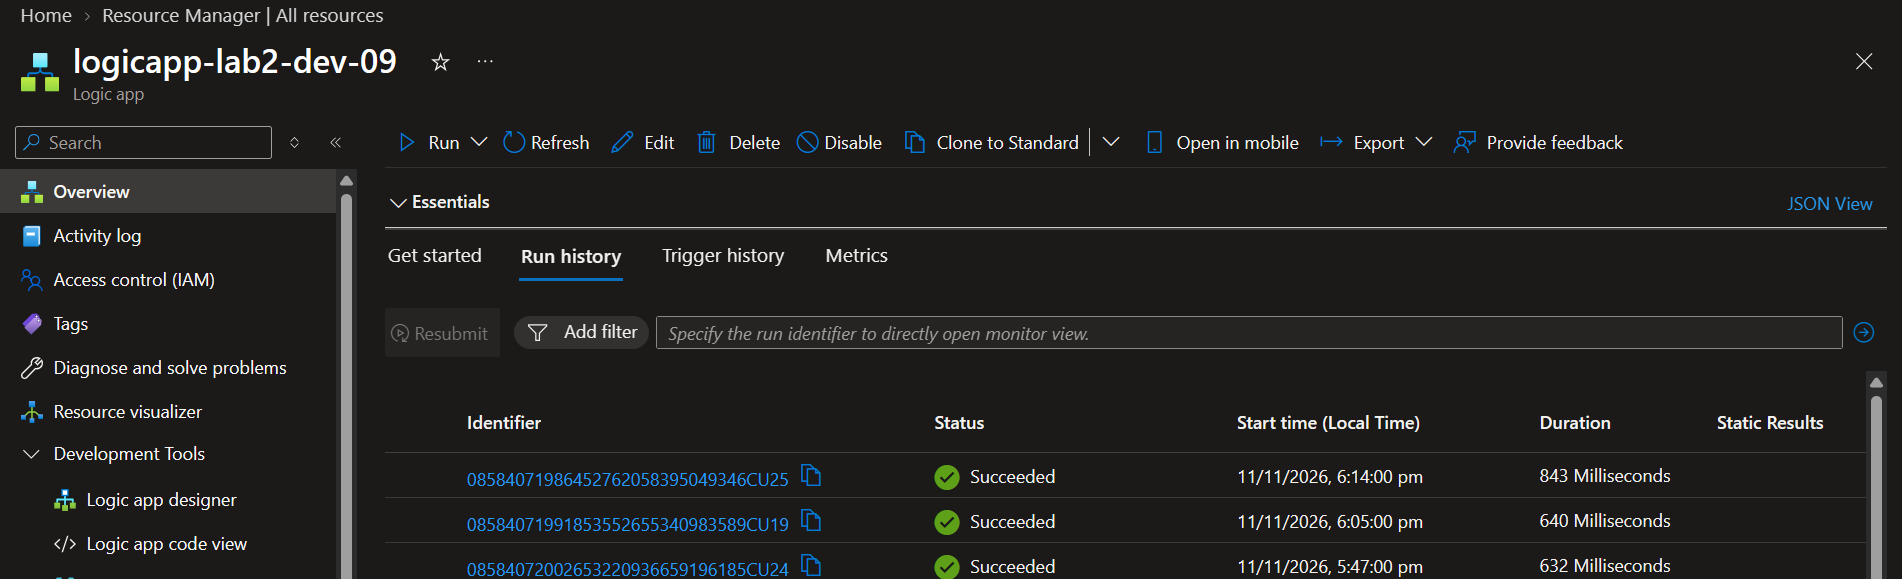 Home > Resource Manager | All resources
logicapp-lab2-dev-09
Logic app
Search
Run Refresh Edit Delete Disable Clone to Standard Open in mobile Export Provide feedback
Overview
Activity log
Access control (IAM)
Tags
Diagnose and solve problems
Resource visualizer
Development Tools
Logic app designer
Logic app code view
Essentials JSON View
Get started Run history Trigger history Metrics
Resubmit Add filter Specify the run identifier to directly open monitor view.
Identifier Status Start time (Local Time) Duration Static Results
08584071986452762058395049346CU25 Succeeded 11/11/2026, 6:14:00 pm 843 Milliseconds
08584071991853552655340983589CU19 Succeeded 11/11/2026, 6:05:00 pm 640 Milliseconds
08584072002653220936659196185CU24 Succeeded 11/11/2026, 5:47:00 pm 632 Milliseconds